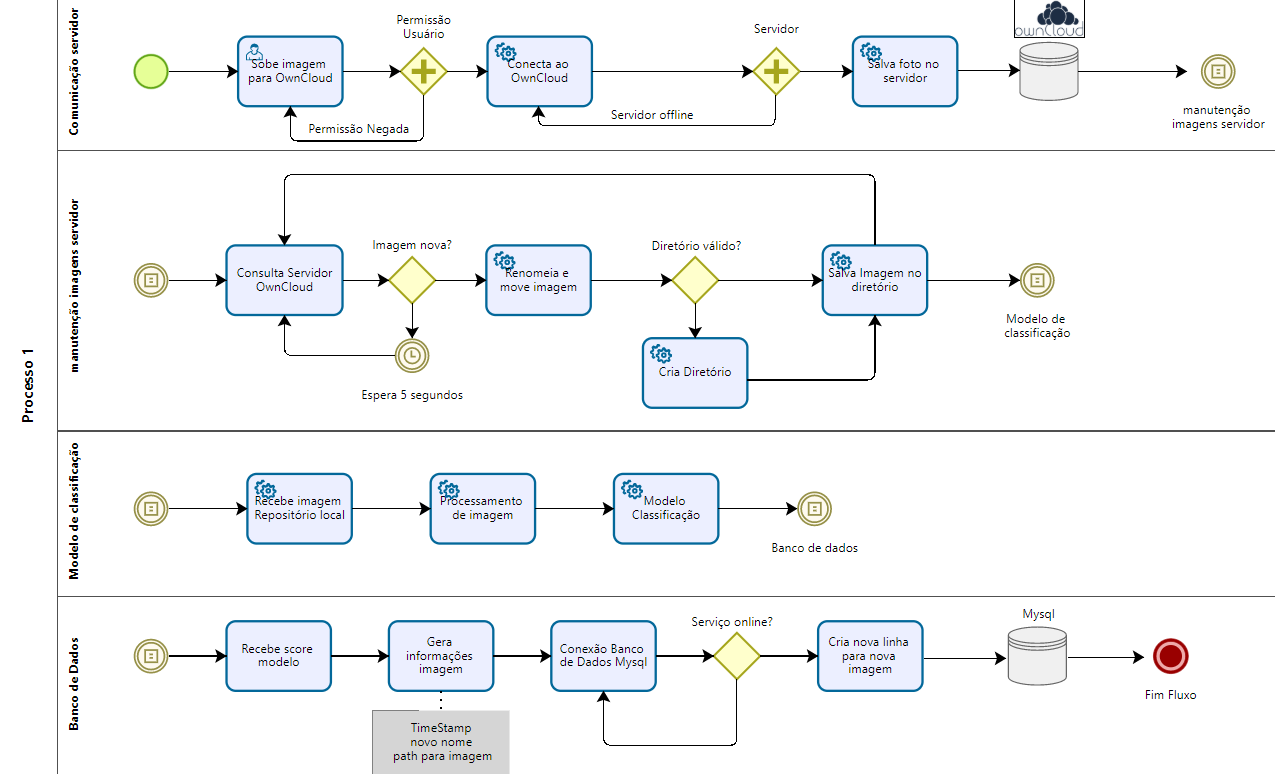 Processo 1
Comunicação servidor
Sobe imagem
para OwnCloud
Permissão
Usuário
Permissão Negada
Conecta ao
OwnCloud
Servidor
Servidor offline
Salva foto no
servidor
ownCloud
manutenção
imagens servidor
manutenção imagens servidor
Consulta Servidor
OwnCloud
Imagem nova?
Espera 5 segundos
Renomeia e
move imagem
Diretório válido?
Cria Diretório
Salva Imagem no
diretório
Modelo de
classificação
Modelo de classificação
Recebe imagem
Repositório local
Processamento
de imagem
Modelo
Classificação
Banco de dados
Banco de Dados
Recebe score
modelo
Gera
informações
imagem
TimeStamp
novo nome
path para imagem
Conexão Banco
de Dados Mysql
Serviço online?
Cria nova linha
para nova
imagem
Mysql
Fim Fluxo